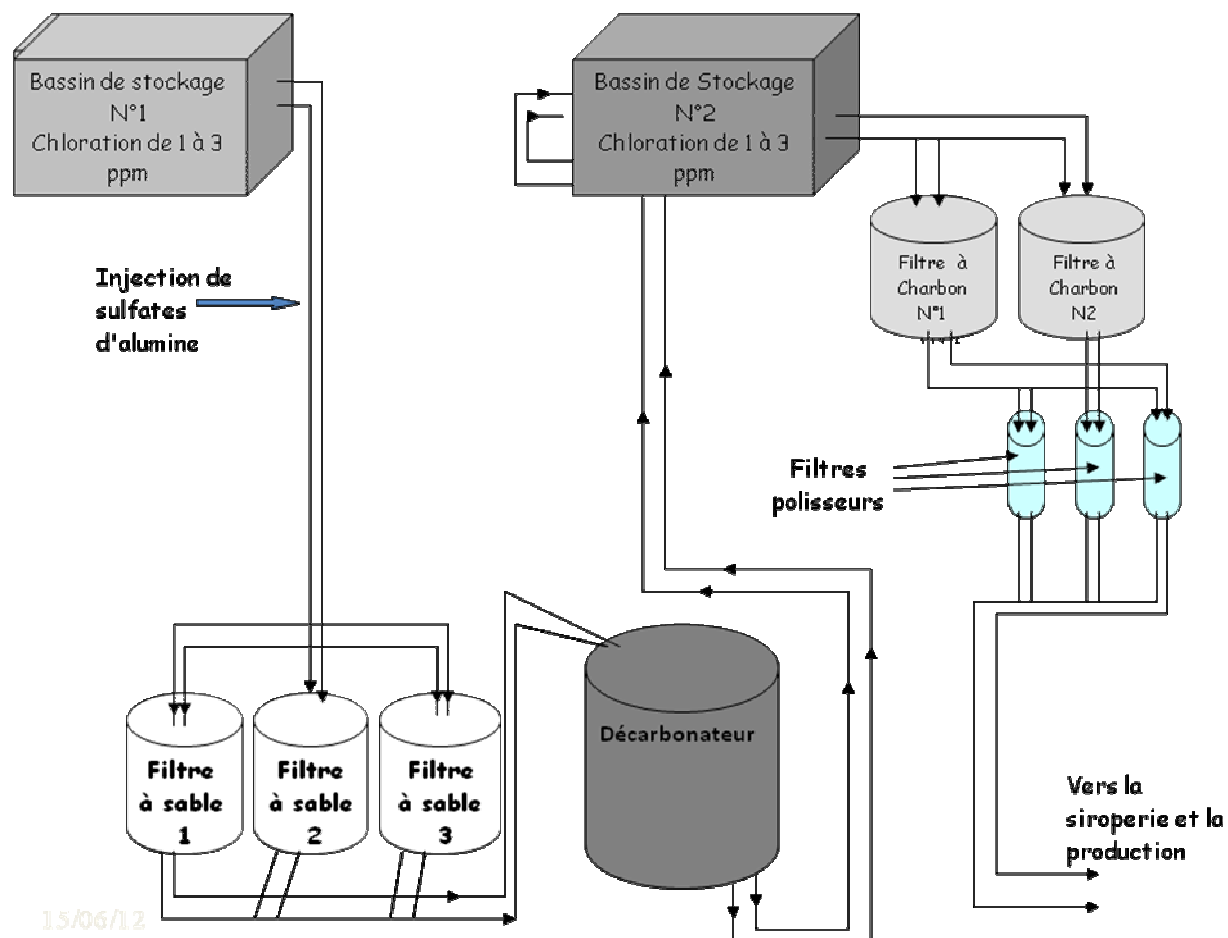 Bassin de stockage
N°1
Chloration de 1 à 3
ppm
Bassin de Stockage
N°2
Chloration de 1 à 3
ppm
Injection de
sulfates
d'alumine
Filtre à
Charbon
N°1
Filtre à
Charbon
N2
Filtres
polisseurs
Décarbonateur
Filtre
à sable
1
Filtre
à sable
2
Filtre
à sable
3
Vers la
siroperie et la
production
15/06/12